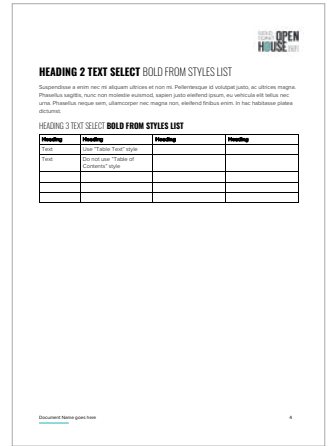 OPEN
HOUSE
HEADING 2 TEXT SELECT BOLD FROM STYLES LIST
Suspendisse a enim nec mi aliquam ultrices et non mi. Pellentesque id volutpat justo, ac ultrices magna.
Phasellus sagittis, nunc non molestie euismod, sapien justo eleifend ipsum, eu vehicula elit tellus nec
urna. Phasellus neque sem, ullamcorper nec magna non, eleifend finibus enim. In hac habitasse platea
dictumst.
HEADING 3 TEXT SELECT BOLD FROM STYLES LIST
Heading Heading Heading Heading
Text Use "Table Text" style
Text Do not use "Table of
Contents" style
Document Name goes here